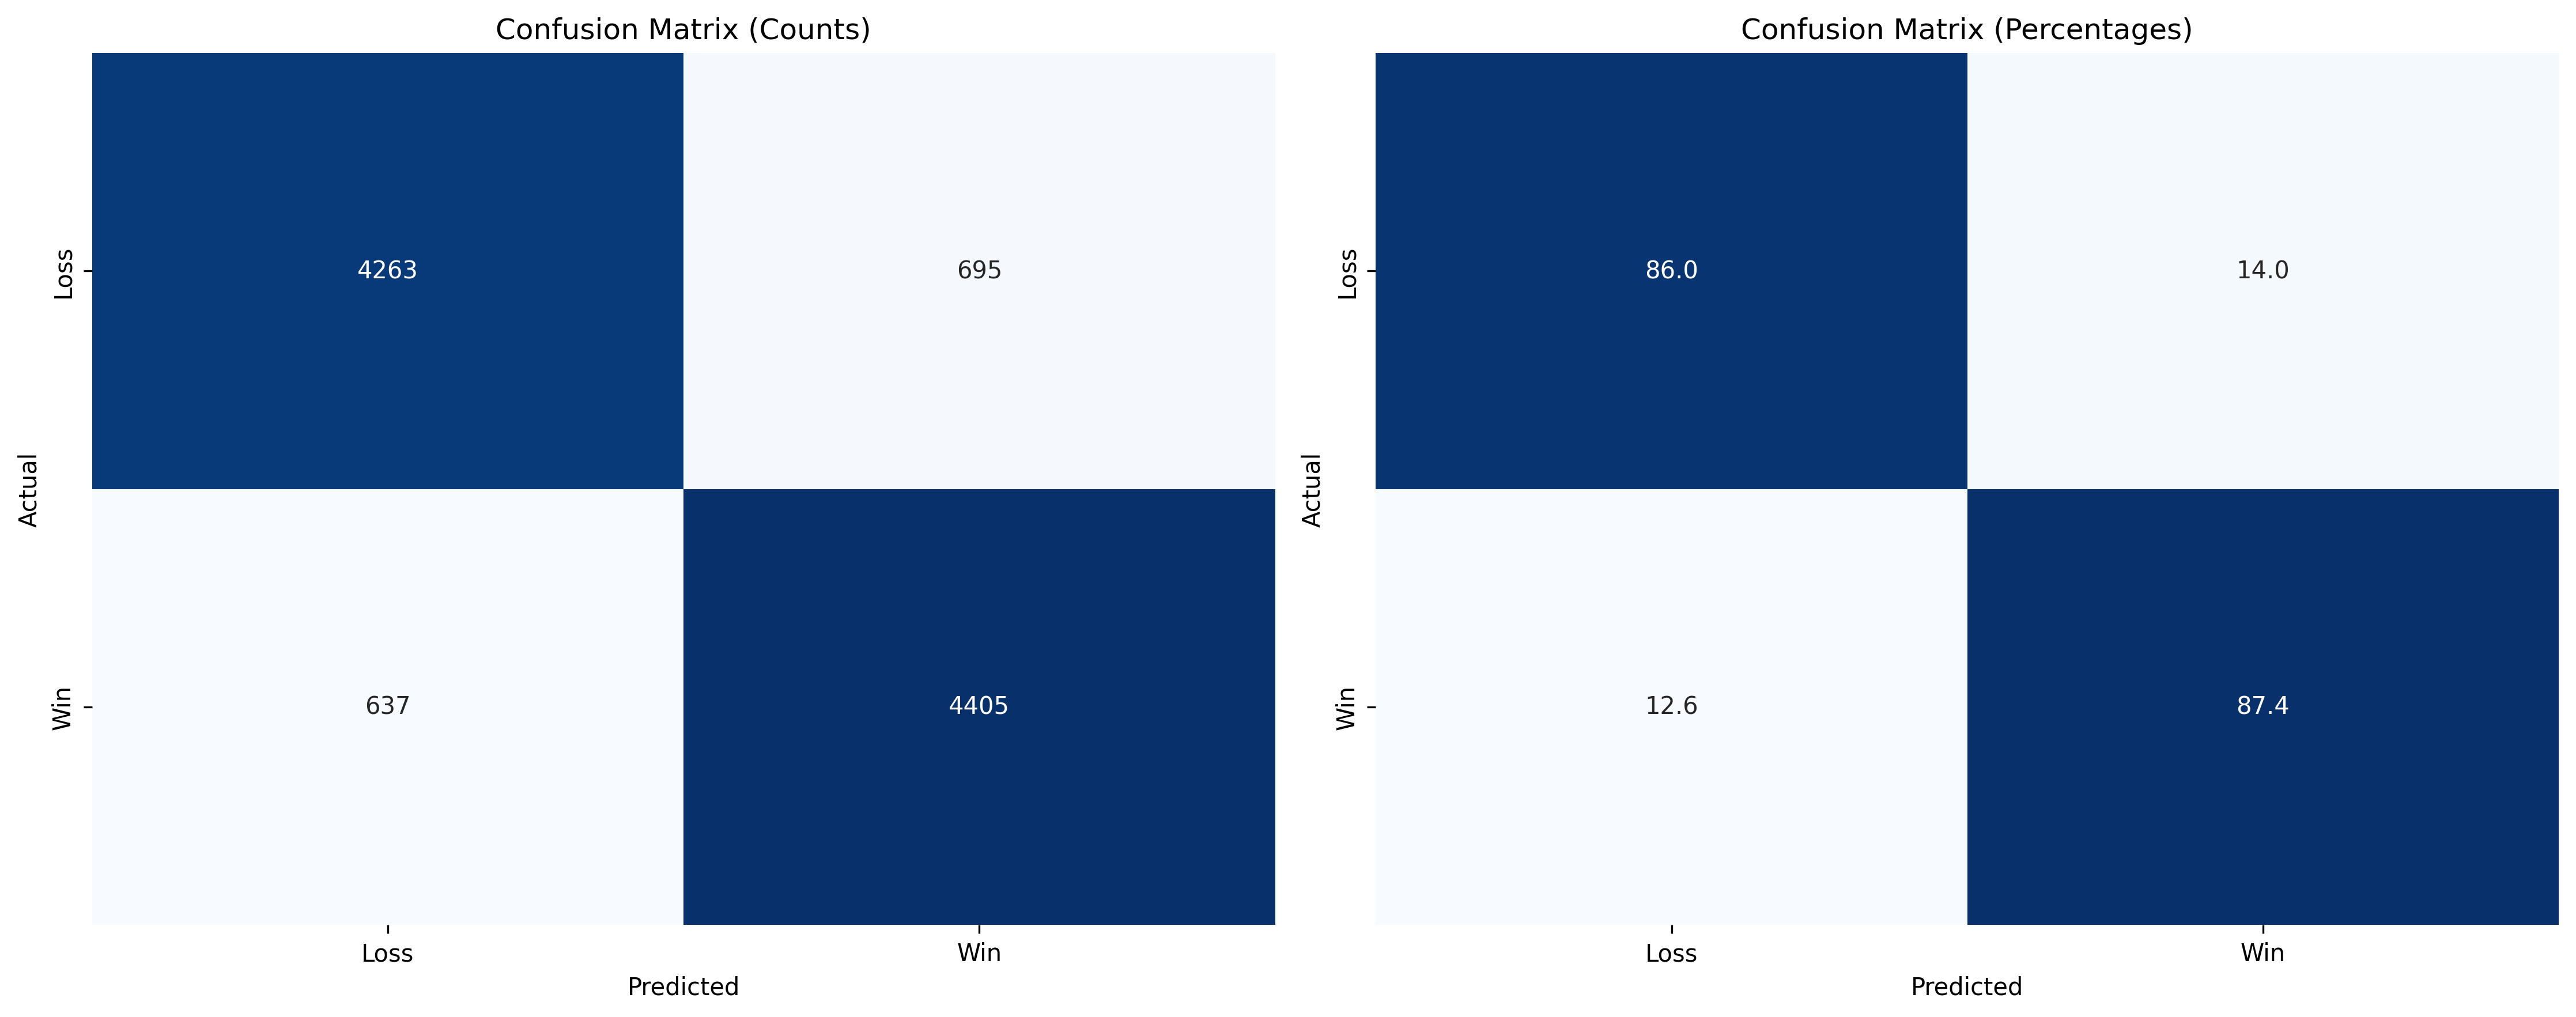 Confusion Matrix (Counts)
Actual
Loss
4263
695
Win
637
4405
Loss
Win
Predicted
Confusion Matrix (Percentages)
Actual
Loss
86.0
14.0
Win
12.6
87.4
Loss
Win
Predicted